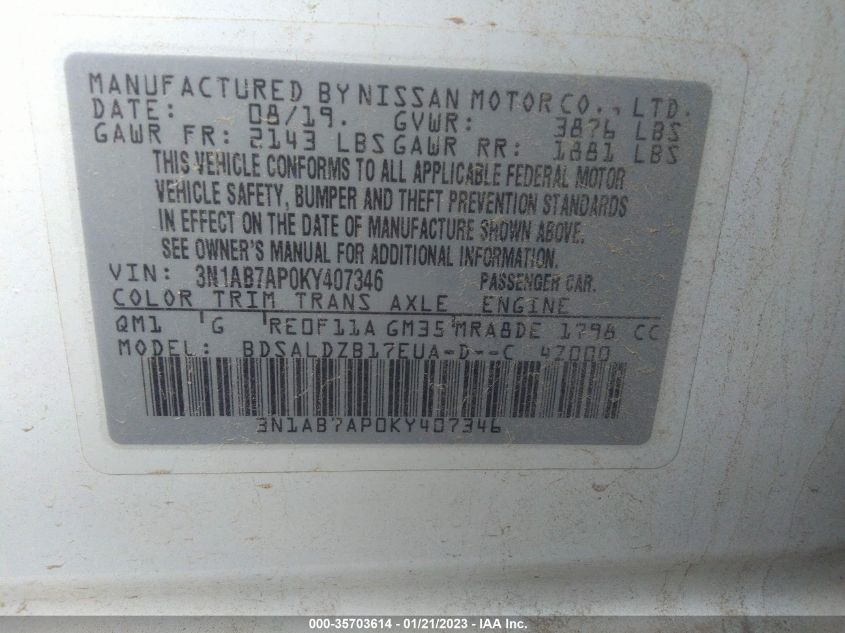 MANUFACTURED BY NISSAN MOTOR CO., LTD.
DATE: 08/19. GVWR: 3876 LBS
GAWR FR: 2143 LBS GAWR RR: 1881 LBS
THIS VEHICLE CONFORMS TO ALL APPLICABLE FEDERAL MOTOR
VEHICLE SAFETY, BUMPER AND THEFT PREVENTION STANDARDS
IN EFFECT ON THE DATE OF MANUFACTURE SHOWN ABOVE.
SEE OWNER'S MANUAL FOR ADDITIONAL INFORMATION.
VIN: 3N1AB7AP0KY407346 PASSENGER CAR.
COLOR TRIM TRANS AXLE ENGINE
QM1 G RE0F11A GM35 MRA8DE 1798 CC
MODEL: BDSALDZB17EUA-D--C 47000
3N1AB7AP0KY407346
000-35703614 - 01/21/2023 - IAA Inc.